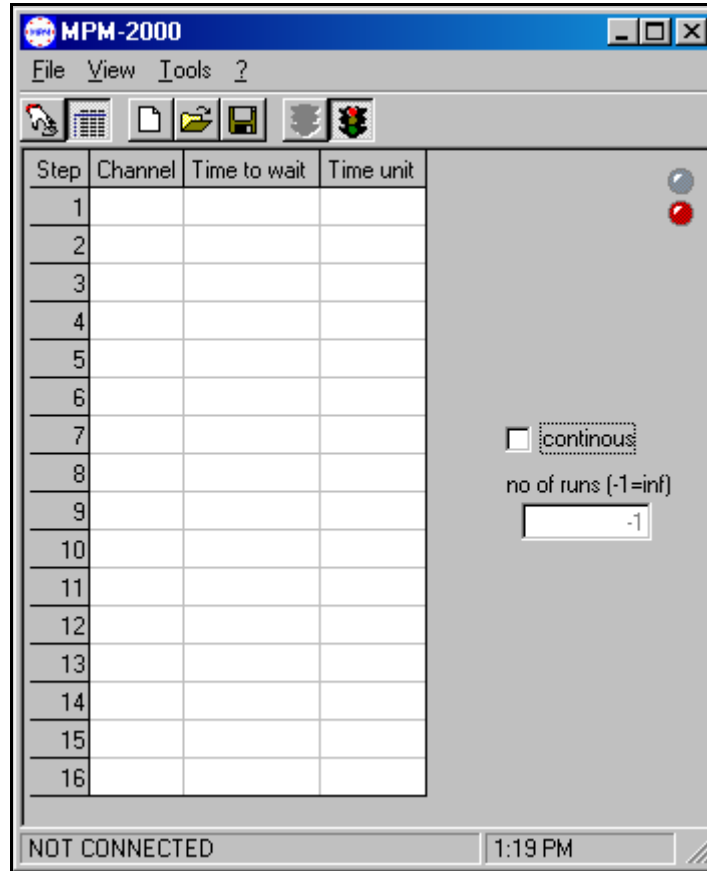 MPM-2000
File View Tools ?
Step Channel Time to wait Time unit
1
2
3
4
5
6
7
8
9
10
11
12
13
14
15
16
continous
no of runs (-1=inf)
-1
NOT CONNECTED 1:19 PM